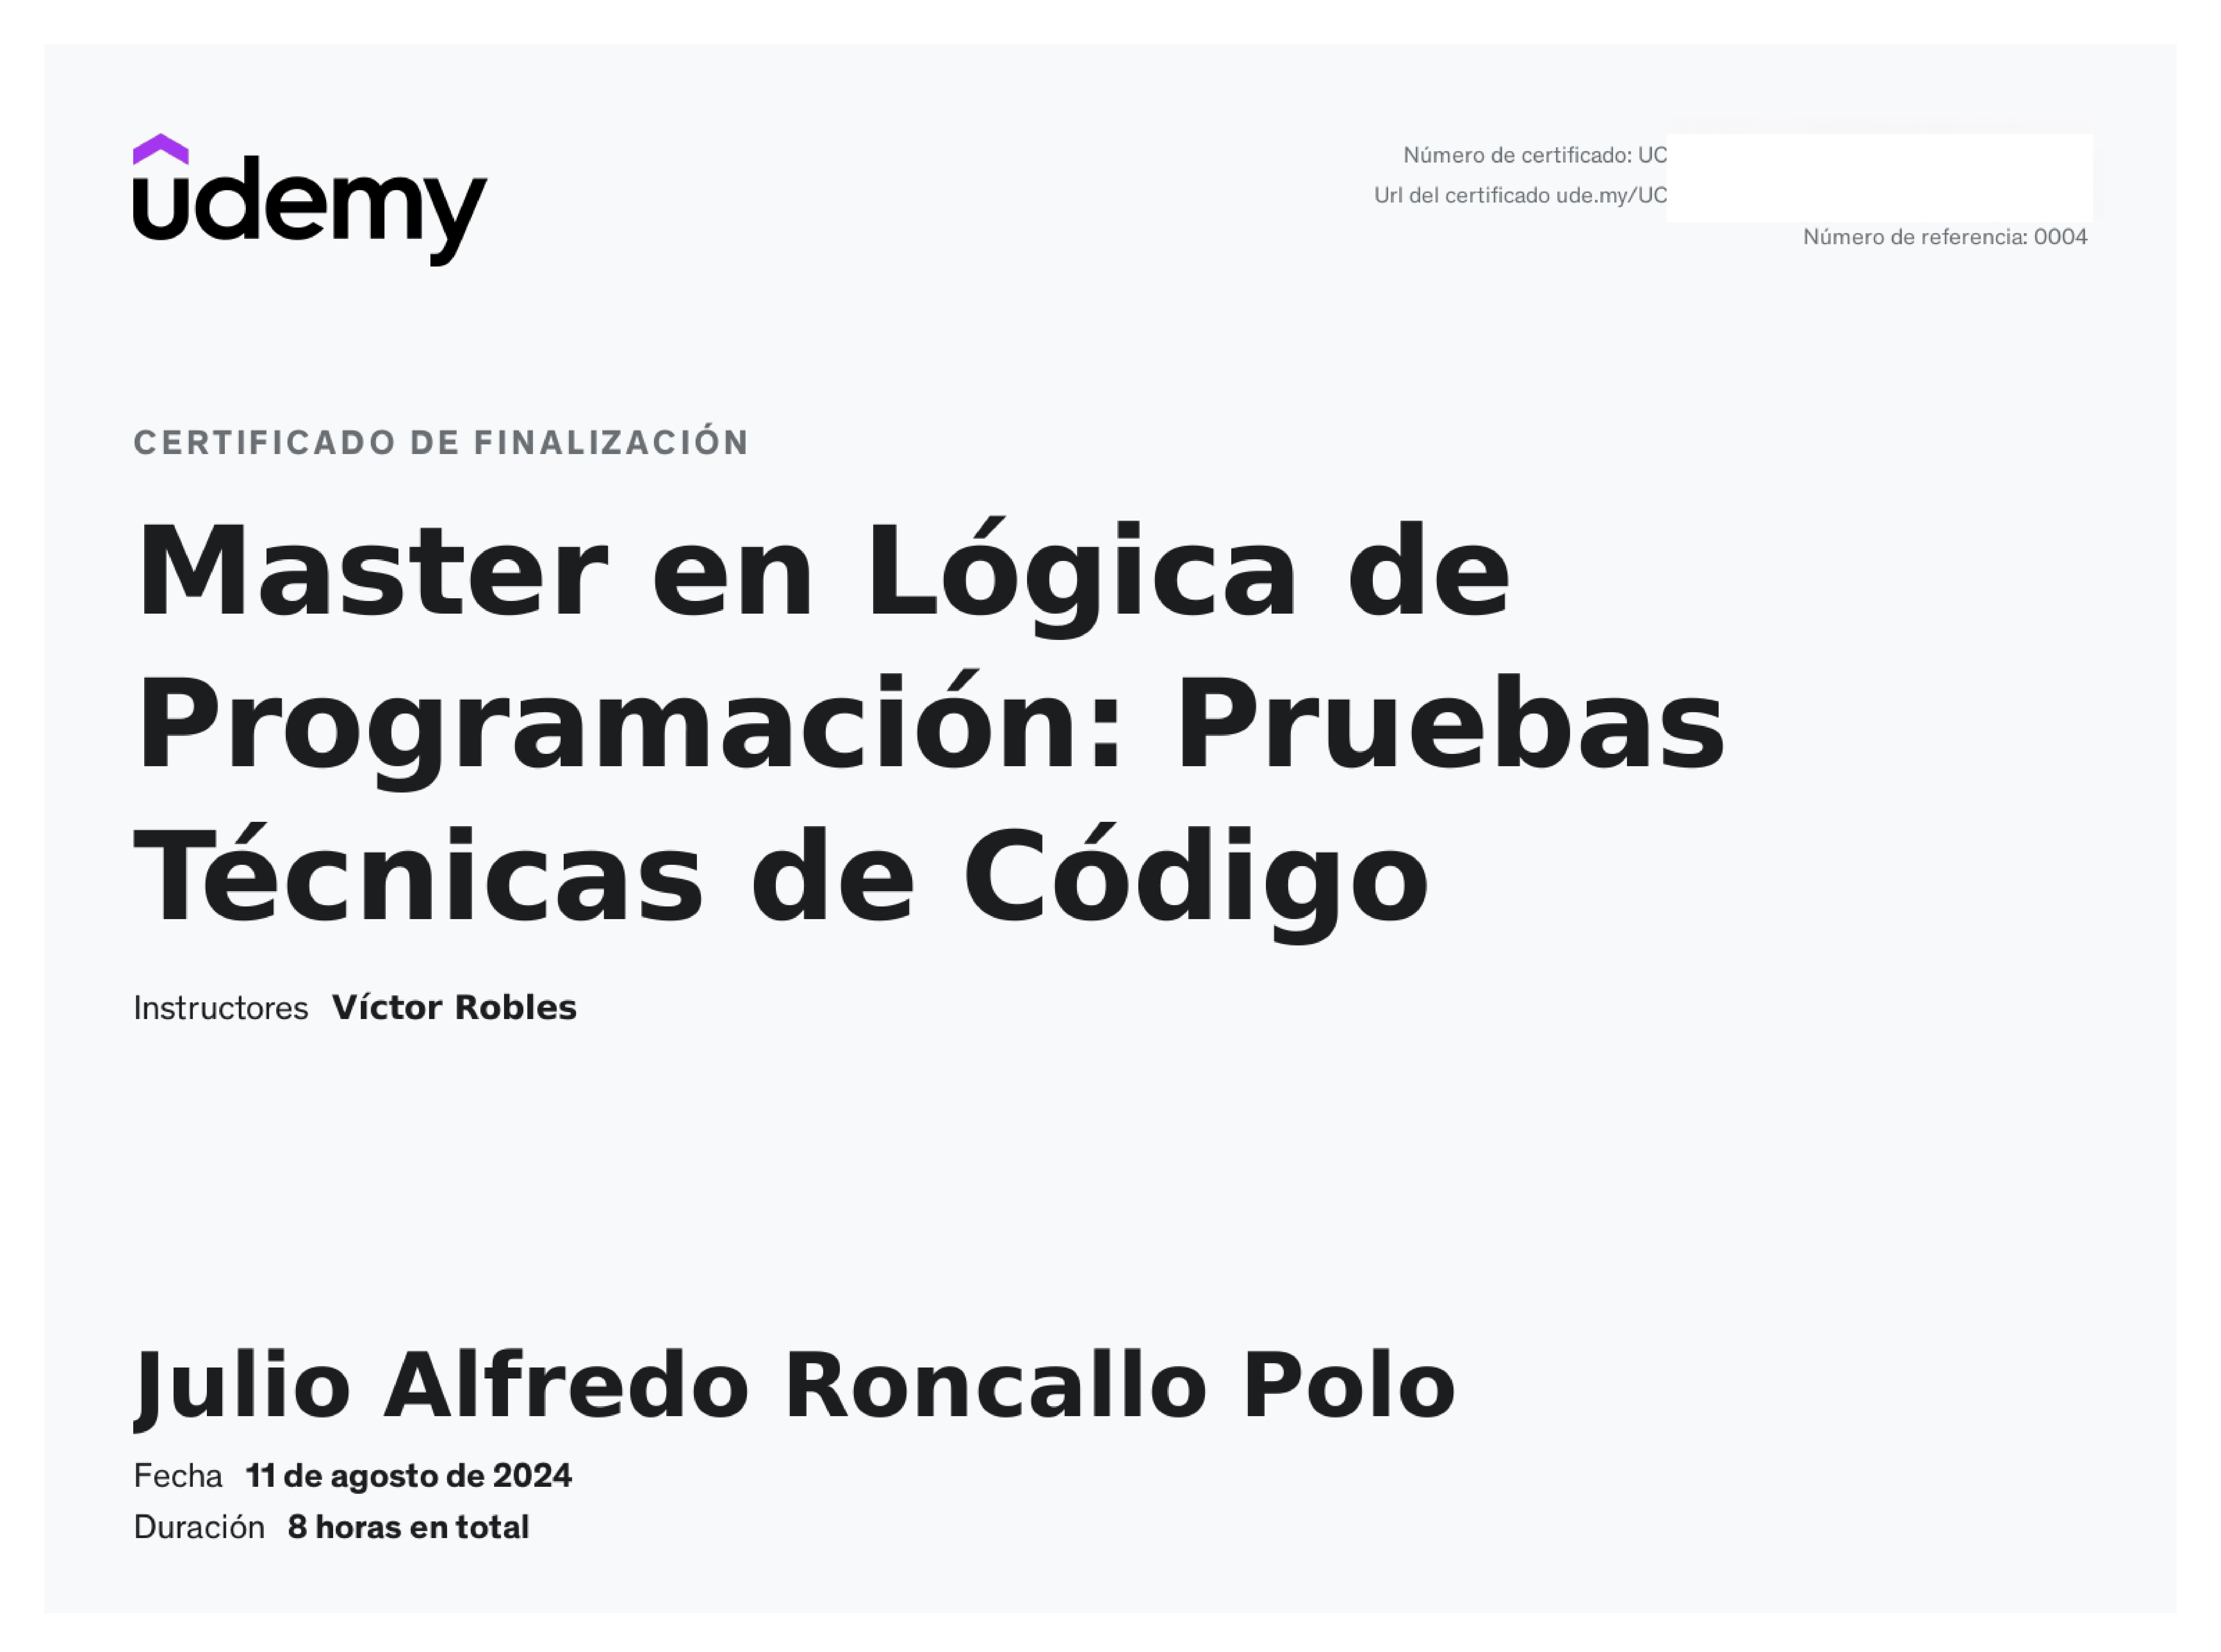 udemy
Número de certificado: UC
Url del certificado ude.my/UC
Número de referencia: 0004
CERTIFICADO DE FINALIZACIÓN
Master en Lógica de
Programación: Pruebas
Técnicas de Código
Instructores Víctor Robles
Julio Alfredo Roncallo Polo
Fecha 11 de agosto de 2024
Duración 8 horas en total